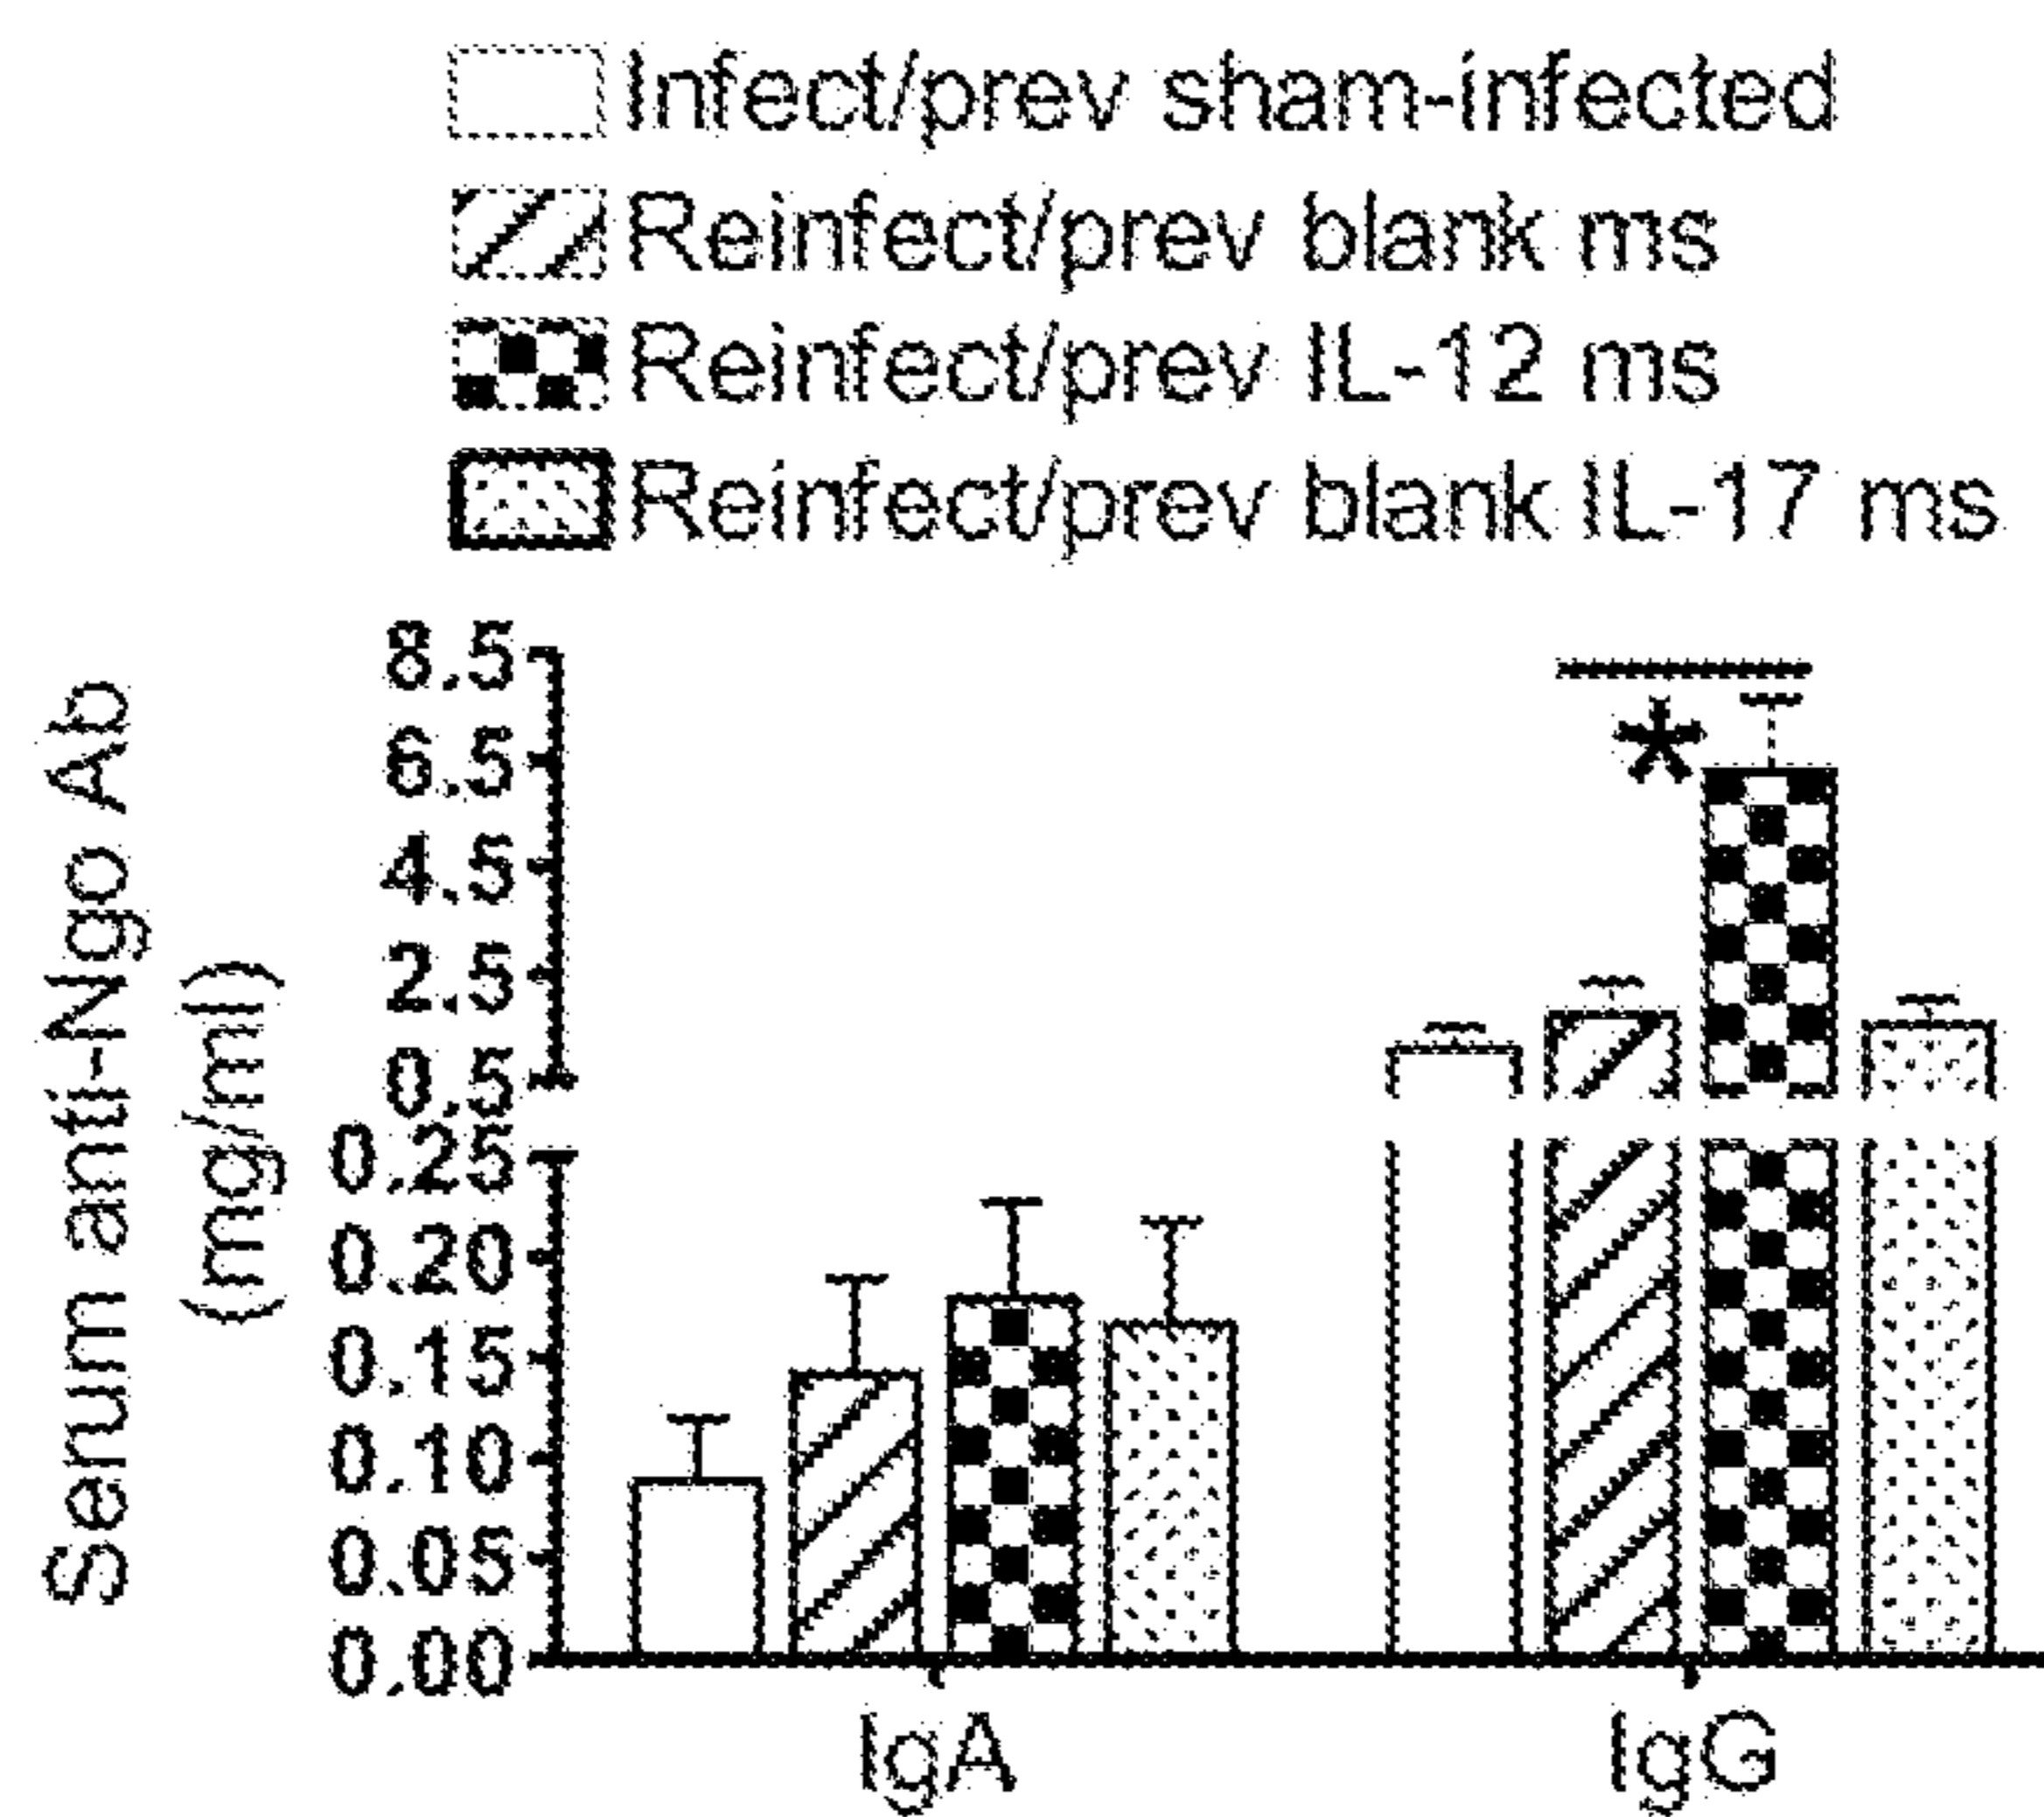 Infect/prev sham-infected
Reinfect/prev blank ms
Reinfect/prev IL-12 ms
Reinfect/prev blank IL-17 ms
Serum anti-Ngo Ab
(mg/ml)
8.5
6.5
4.5
2.5
0.5
0.25
0.20
0.15
0.10
0.05
0.00
*
IgA
IgG